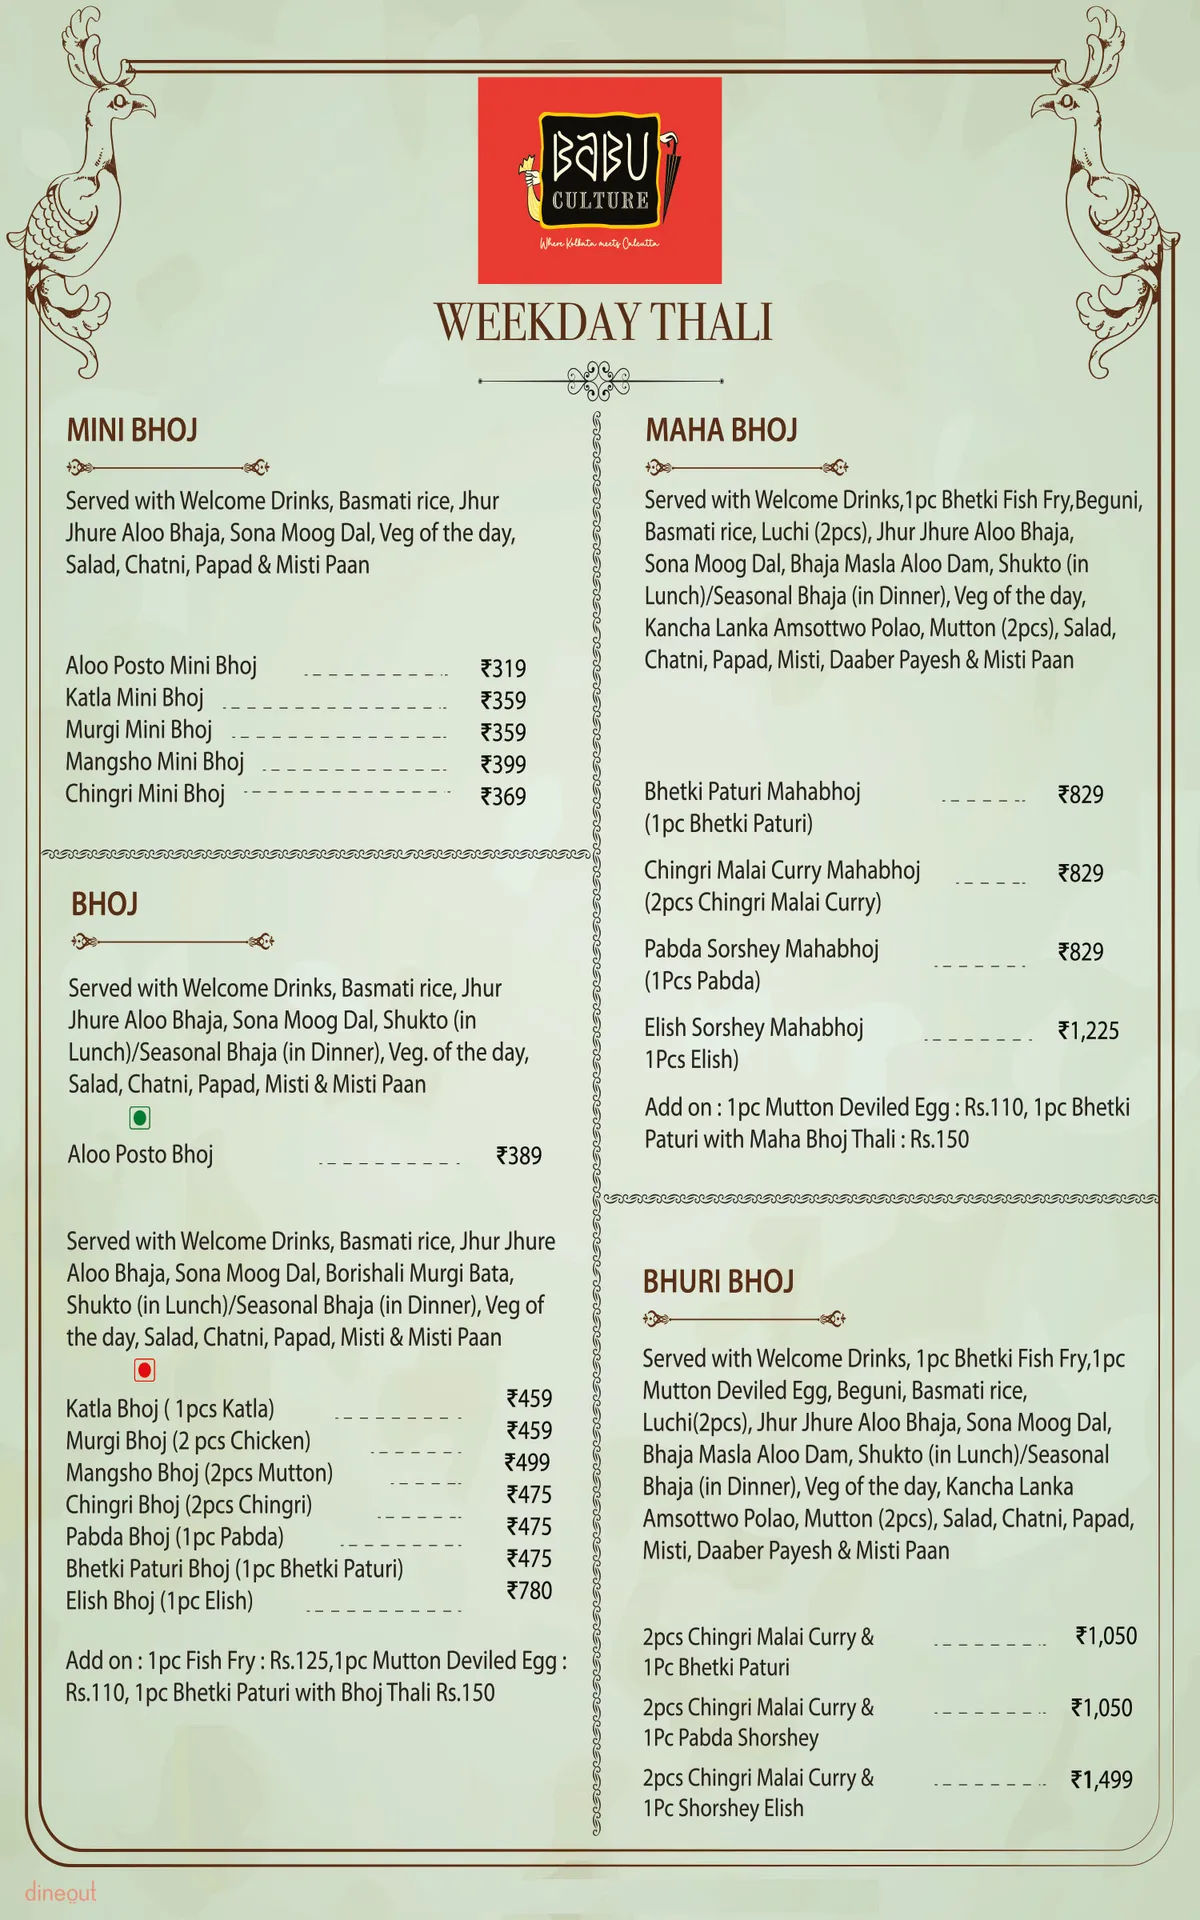 BABU
CULTURE
Where Kolkata meets Calcutta
WEEKDAY THALI
MINI BHOJ
Served with Welcome Drinks, Basmati rice, Jhur
Jhure Aloo Bhaja, Sona Moog Dal, Veg of the day,
Salad, Chatni, Papad & Misti Paan
Aloo Posto Mini Bhoj ₹319
Katla Mini Bhoj ₹359
Murgi Mini Bhoj ₹359
Mangsho Mini Bhoj ₹399
Chingri Mini Bhoj ₹369
BHOJ
Served with Welcome Drinks, Basmati rice, Jhur
Jhure Aloo Bhaja, Sona Moog Dal, Shukto (in
Lunch)/Seasonal Bhaja (in Dinner), Veg. of the day,
Salad, Chatni, Papad, Misti & Misti Paan
Aloo Posto Bhoj ₹389
Served with Welcome Drinks, Basmati rice, Jhur Jhure
Aloo Bhaja, Sona Moog Dal, Borishali Murgi Bata,
Shukto (in Lunch)/Seasonal Bhaja (in Dinner), Veg of
the day, Salad, Chatni, Papad, Misti & Misti Paan
Katla Bhoj ( 1pcs Katla) ₹459
Murgi Bhoj (2 pcs Chicken) ₹459
Mangsho Bhoj (2pcs Mutton) ₹499
Chingri Bhoj (2pcs Chingri) ₹475
Pabda Bhoj (1pc Pabda) ₹475
Bhetki Paturi Bhoj (1pc Bhetki Paturi) ₹475
Elish Bhoj (1pc Elish) ₹780
Add on : 1pc Fish Fry : Rs.125,1pc Mutton Deviled Egg :
Rs.110, 1pc Bhetki Paturi with Bhoj Thali Rs.150
MAHA BHOJ
Served with Welcome Drinks,1pc Bhetki Fish Fry,Beguni,
Basmati rice, Luchi (2pcs), Jhur Jhure Aloo Bhaja,
Sona Moog Dal, Bhaja Masla Aloo Dam, Shukto (in
Lunch)/Seasonal Bhaja (in Dinner), Veg of the day,
Kancha Lanka Amsottwo Polao, Mutton (2pcs), Salad,
Chatni, Papad, Misti, Daaber Payesh & Misti Paan
Bhetki Paturi Mahabhoj ₹829
(1pc Bhetki Paturi)
Chingri Malai Curry Mahabhoj ₹829
(2pcs Chingri Malai Curry)
Pabda Sorshey Mahabhoj ₹829
(1Pcs Pabda)
Elish Sorshey Mahabhoj ₹1,225
1Pcs Elish)
Add on : 1pc Mutton Deviled Egg : Rs.110, 1pc Bhetki
Paturi with Maha Bhoj Thali : Rs.150
BHURI BHOJ
Served with Welcome Drinks, 1pc Bhetki Fish Fry,1pc
Mutton Deviled Egg, Beguni, Basmati rice,
Luchi(2pcs), Jhur Jhure Aloo Bhaja, Sona Moog Dal,
Bhaja Masla Aloo Dam, Shukto (in Lunch)/Seasonal
Bhaja (in Dinner), Veg of the day, Kancha Lanka
Amsottwo Polao, Mutton (2pcs), Salad, Chatni, Papad,
Misti, Daaber Payesh & Misti Paan
2pcs Chingri Malai Curry & ₹1,050
1Pc Bhetki Paturi
2pcs Chingri Malai Curry & ₹1,050
1Pc Pabda Shorshey
2pcs Chingri Malai Curry & ₹1,499
1Pc Shorshey Elish
dineout